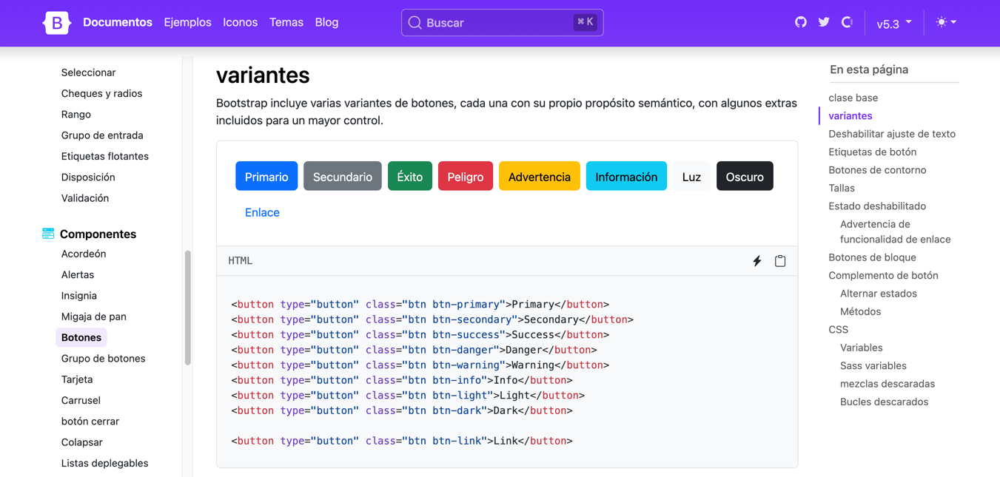 B Documentos Ejemplos Iconos Temas Blog Buscar ⌘ K v5.3
Seleccionar
Cheques y radios
Rango
Grupo de entrada
Etiquetas flotantes
Disposición
Validación
Componentes
Acordeón
Alertas
Insignia
Migaja de pan
Botones
Grupo de botones
Tarjeta
Carrusel
botón cerrar
Colapsar
Listas deplegables
variantes
Bootstrap incluye varias variantes de botones, cada una con su propio propósito semántico, con algunos extras
incluidos para un mayor control.
Primario Secundario Éxito Peligro Advertencia Información Luz Oscuro
Enlace
HTML
<button type="button" class="btn btn-primary">Primary</button>
<button type="button" class="btn btn-secondary">Secondary</button>
<button type="button" class="btn btn-success">Success</button>
<button type="button" class="btn btn-danger">Danger</button>
<button type="button" class="btn btn-warning">Warning</button>
<button type="button" class="btn btn-info">Info</button>
<button type="button" class="btn btn-light">Light</button>
<button type="button" class="btn btn-dark">Dark</button>
<button type="button" class="btn btn-link">Link</button>
En esta página
clase base
variantes
Deshabilitar ajuste de texto
Etiquetas de botón
Botones de contorno
Tallas
Estado deshabilitado
Advertencia de
funcionalidad de enlace
Botones de bloque
Complemento de botón
Alternar estados
Métodos
CSS
Variables
Sass variables
mezclas descaradas
Bucles descarados